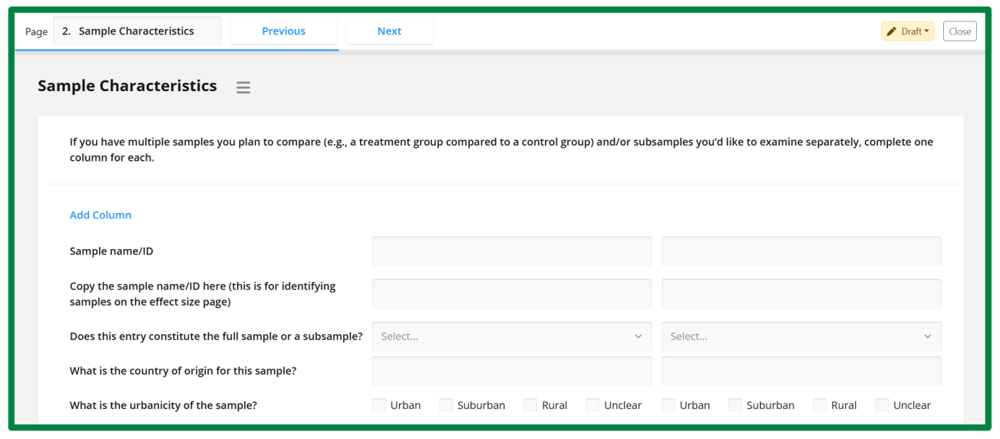 Page 2. Sample Characteristics Previous Next Draft Close
Sample Characteristics
If you have multiple samples you plan to compare (e.g., a treatment group compared to a control group) and/or subsamples you’d like to examine separately, complete one
column for each.
Add Column
Sample name/ID
Copy the sample name/ID here (this is for identifying
samples on the effect size page)
Does this entry constitute the full sample or a subsample? Select... Select...
What is the country of origin for this sample?
What is the urbanicity of the sample? Urban Suburban Rural Unclear Urban Suburban Rural Unclear